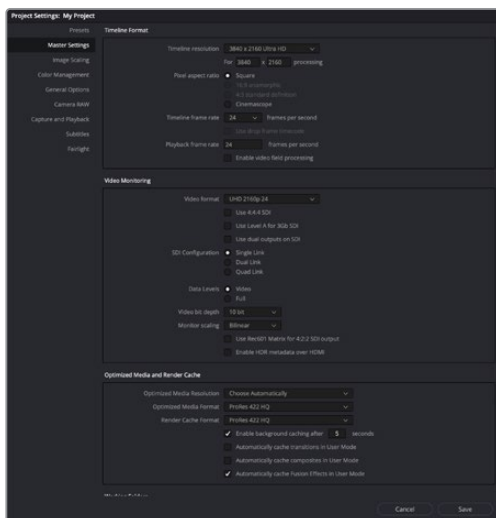 Project Settings: My Project
Presets
Master Settings
Image Scaling
Color Management
General Options
Camera RAW
Capture and Playback
Subtitles
Fairlight
Timeline Format
Timeline resolution 3840 x 2160 Ultra HD
For 3840 x 2160 processing
Pixel aspect ratio Square
16:9 anamorphic
4:3 standard definition
Cinemascope
Timeline frame rate 24 frames per second
Use drop frame timecode
Playback frame rate 24 frames per second
Enable video field processing
Video Monitoring
Video format UHD 2160p 24
Use 4:4:4 SDI
Use Level A for 3Gb SDI
Use dual outputs on SDI
SDI Configuration Single Link
Dual Link
Quad Link
Data Levels Video
Full
Video bit depth 10 bit
Monitor scaling Bilinear
Use Rec601 Matrix for 4:2:2 SDI output
Enable HDR metadata over HDMI
Optimized Media and Render Cache
Optimized Media Resolution Choose Automatically
Optimized Media Format ProRes 422 HQ
Render Cache Format ProRes 422 HQ
Enable background caching after 5 seconds
Automatically cache transitions in User Mode
Automatically cache composites in User Mode
Automatically cache Fusion Effects in User Mode
Cancel
Save